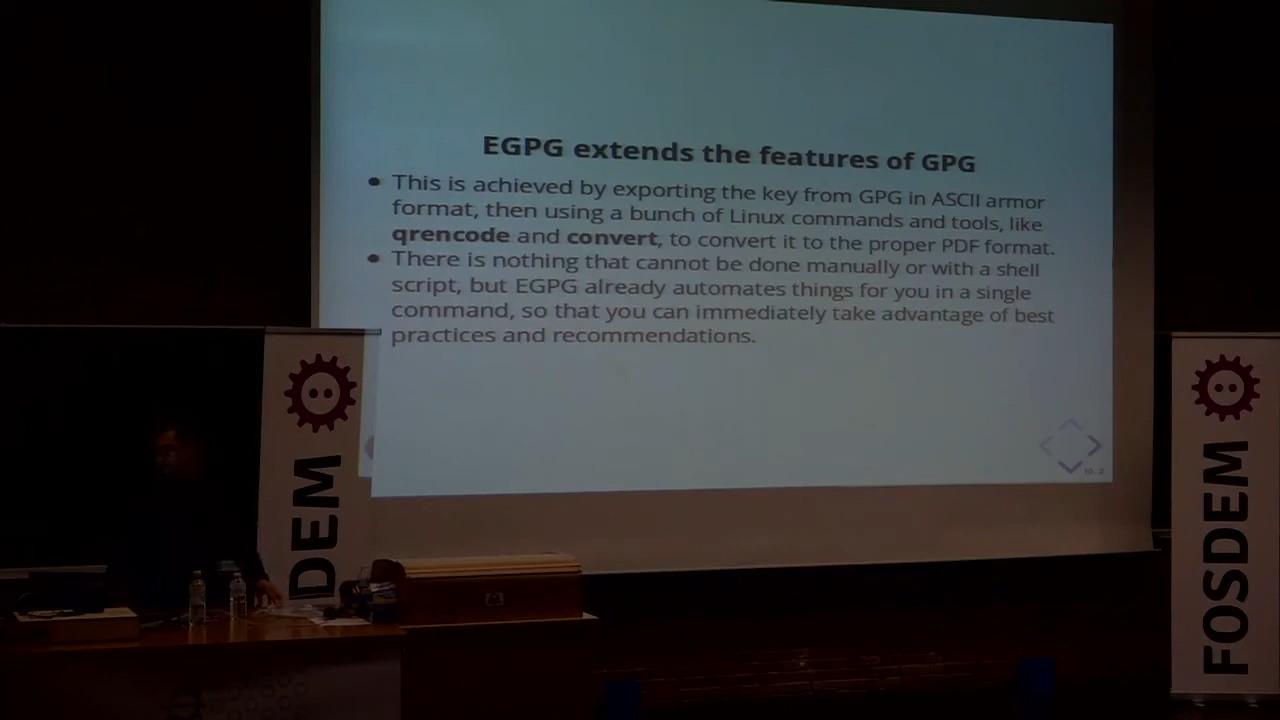 EGPG extends the features of GPG
• This is achieved by exporting the key from GPG in ASCII armor
format, then using a bunch of Linux commands and tools, like
qrencode and convert, to convert it to the proper PDF format.
• There is nothing that cannot be done manually or with a shell
script, but EGPG already automates things for you in a single
command, so that you can immediately take advantage of best
practices and recommendations.
DEM
FOSDEM